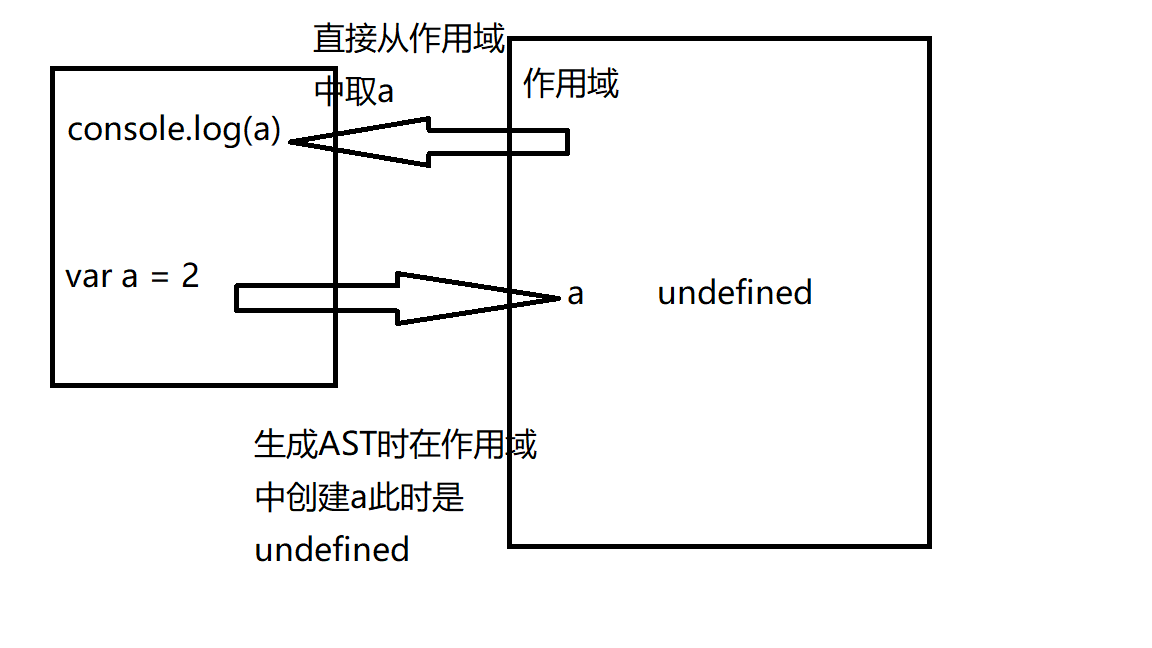 直接从作用域
中取a
作用域
console.log(a)
var a = 2
a undefined
生成AST时在作用域
中创建a此时是
undefined